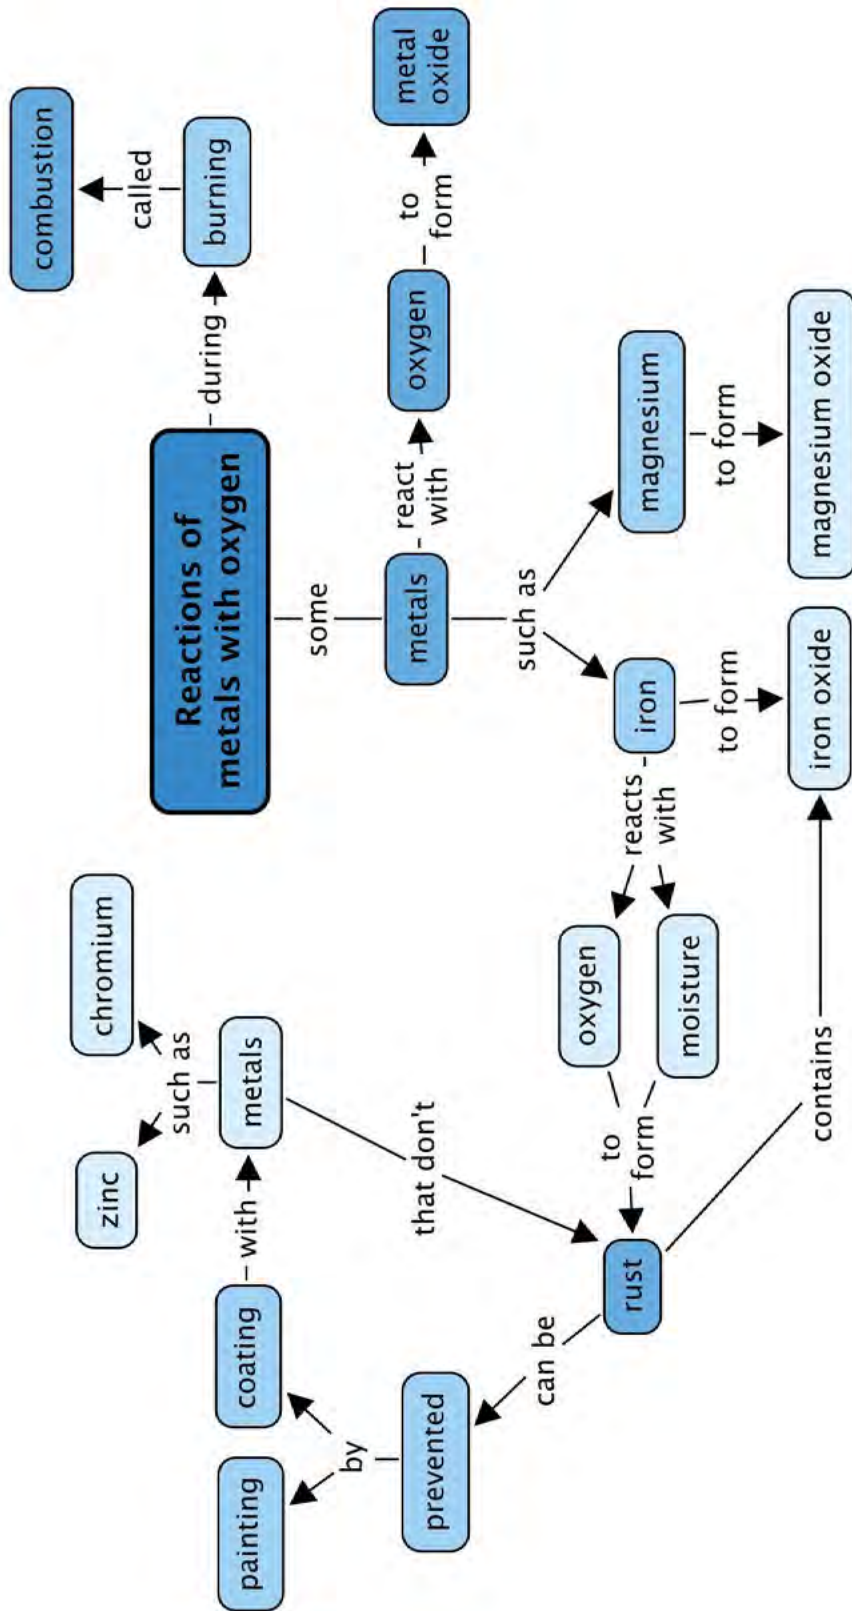 Reactions of
metals with oxygen
during
burning
called
combustion
some
metals
react
with
oxygen
to
form
metal
oxide
such as
iron
magnesium
to form
magnesium oxide
to form
iron oxide
reacts
with
oxygen
moisture
to
form
rust
contains
can be
prevented
by
painting
coating
with
metals
such as
zinc
chromium
that don't